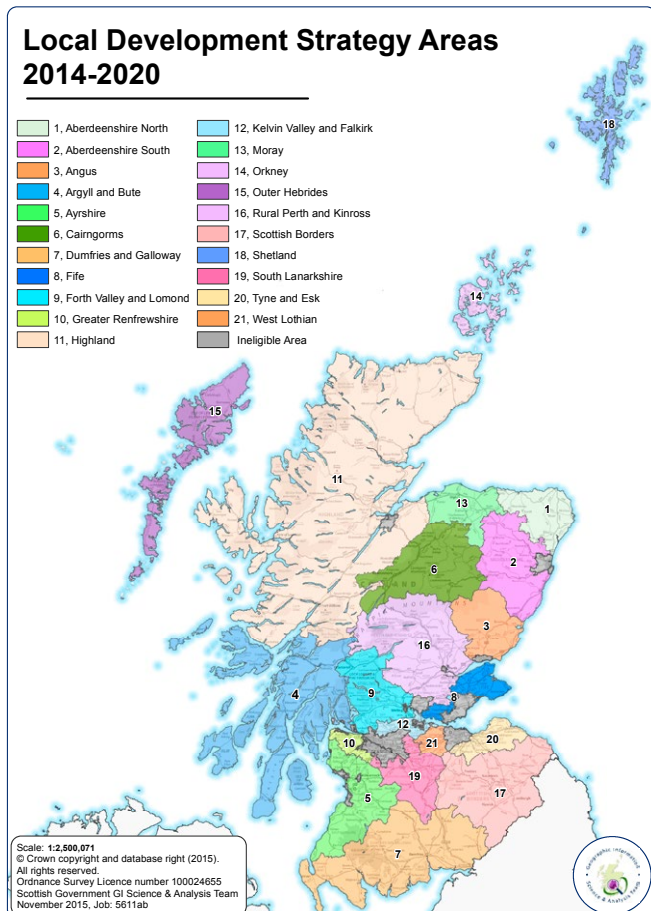 Local Development Strategy Areas
2014-2020
1, Aberdeenshire North
2, Aberdeenshire South
3, Angus
4, Argyll and Bute
5, Ayrshire
6, Cairngorms
7, Dumfries and Galloway
8, Fife
9, Forth Valley and Lomond
10, Greater Renfrewshire
11, Highland
12, Kelvin Valley and Falkirk
13, Moray
14, Orkney
15, Outer Hebrides
16, Rural Perth and Kinross
17, Scottish Borders
18, Shetland
19, South Lanarkshire
20, Tyne and Esk
21, West Lothian
Ineligible Area
18
14
15
11
13
1
2
6
3
16
4
9
8
12
10
21
20
19
17
5
7
Scale: 1:2,500,071
© Crown copyright and database right (2015).
All rights reserved.
Ordnance Survey Licence number 100024655
Scottish Government GI Science & Analysis Team
November 2015, Job: 5611ab
Geographic Information
Science & Analysis Team